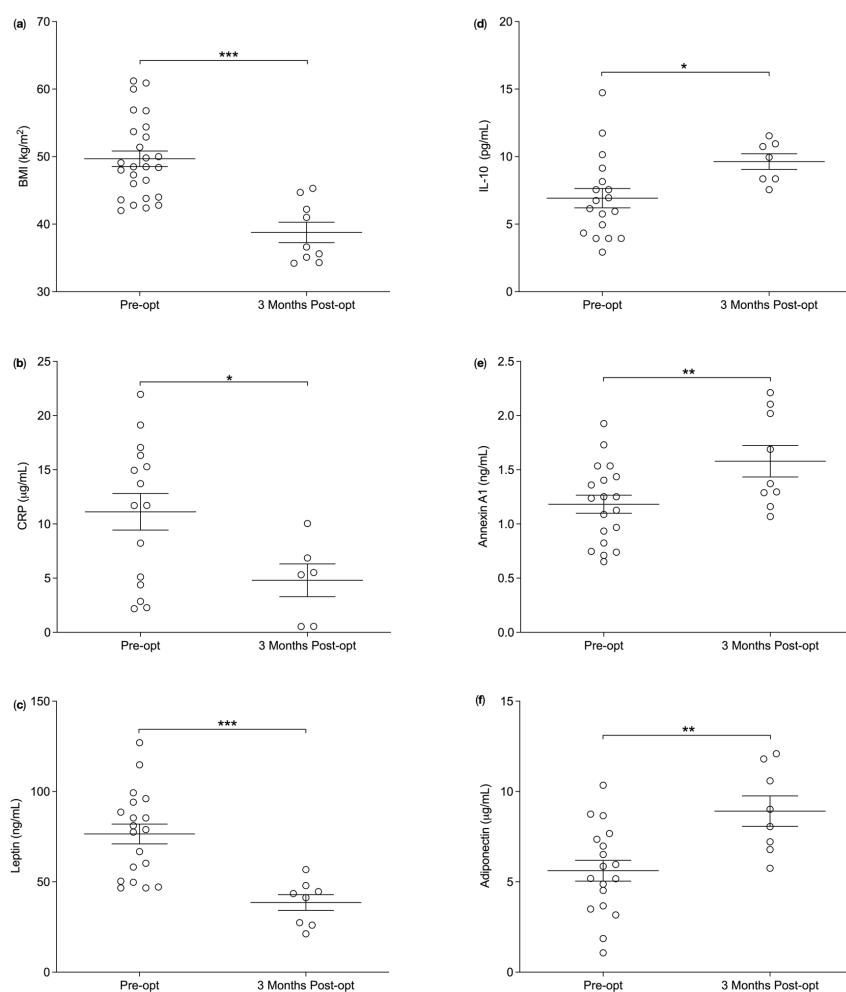 (a)
70
60
50
40
30
BMI (kg/m²)
***
Pre-opt
3 Months Post-opt
(b)
25
20
15
10
5
0
CRP (µg/mL)
*
Pre-opt
3 Months Post-opt
(c)
150
100
50
0
Leptin (ng/mL)
***
Pre-opt
3 Months Post-opt
(d)
20
15
10
5
0
IL-10 (pg/mL)
*
Pre-opt
3 Months Post-opt
(e)
2.5
2.0
1.5
1.0
0.5
0.0
Annexin A1 (ng/mL)
**
Pre-opt
3 Months Post-opt
(f)
15
10
5
0
Adiponectin (µg/mL)
**
Pre-opt
3 Months Post-opt